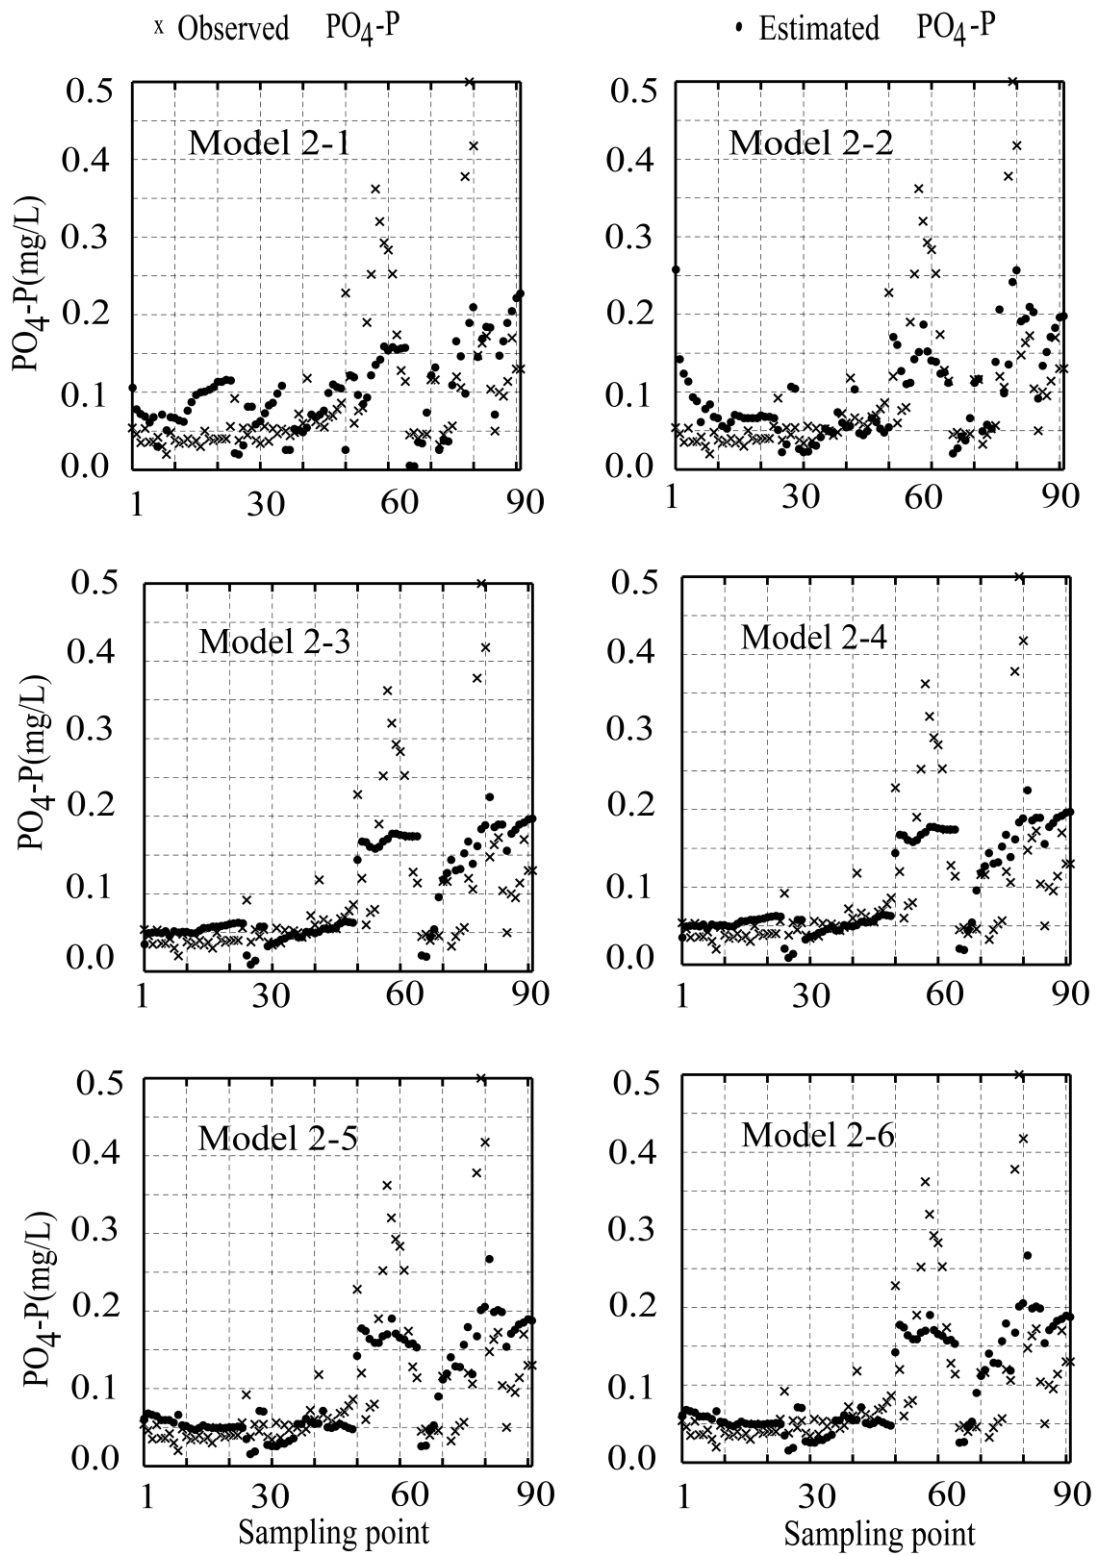 x Observed PO4-P • Estimated PO4-P
Model 2-1
PO4-P(mg/L)
0.5
0.4
0.3
0.2
0.1
0.0
1 30 60 90
Model 2-2
0.5
0.4
0.3
0.2
0.1
0.0
1 30 60 90
Model 2-3
PO4-P(mg/L)
0.5
0.4
0.3
0.2
0.1
0.0
1 30 60 90
Model 2-4
0.5
0.4
0.3
0.2
0.1
0.0
1 30 60 90
Model 2-5
PO4-P(mg/L)
0.5
0.4
0.3
0.2
0.1
0.0
1 30 60 90
Sampling point
Model 2-6
0.5
0.4
0.3
0.2
0.1
0.0
1 30 60 90
Sampling point